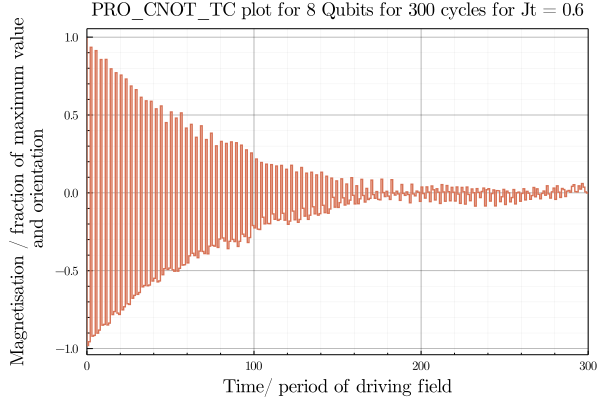 PRO_CNOT_TC plot for 8 Qubits for 300 cycles for Jt = 0.6
Magnetisation / fraction of maximum value
and orientation
1.0
0.5
0.0
−0.5
−1.0
0
100
200
300
Time/ period of driving field